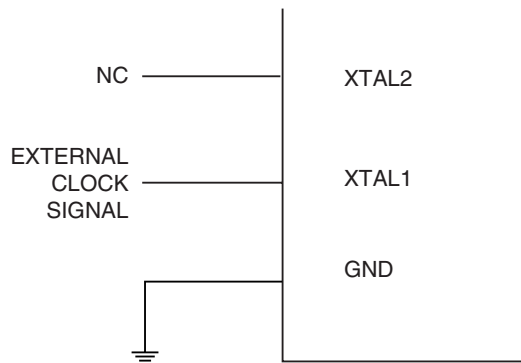 NC
XTAL2
EXTERNAL
CLOCK
SIGNAL
XTAL1
GND